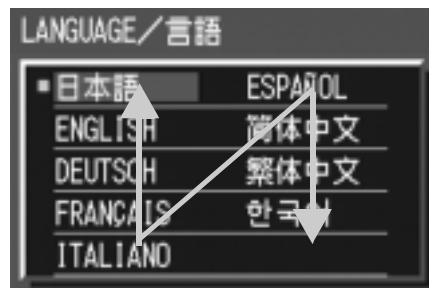 LANGUAGE／言語
日本語
ENGLISH
DEUTSCH
FRANÇAIS
ITALIANO
ESPAÑOL
简体中文
繁体中文
한국어